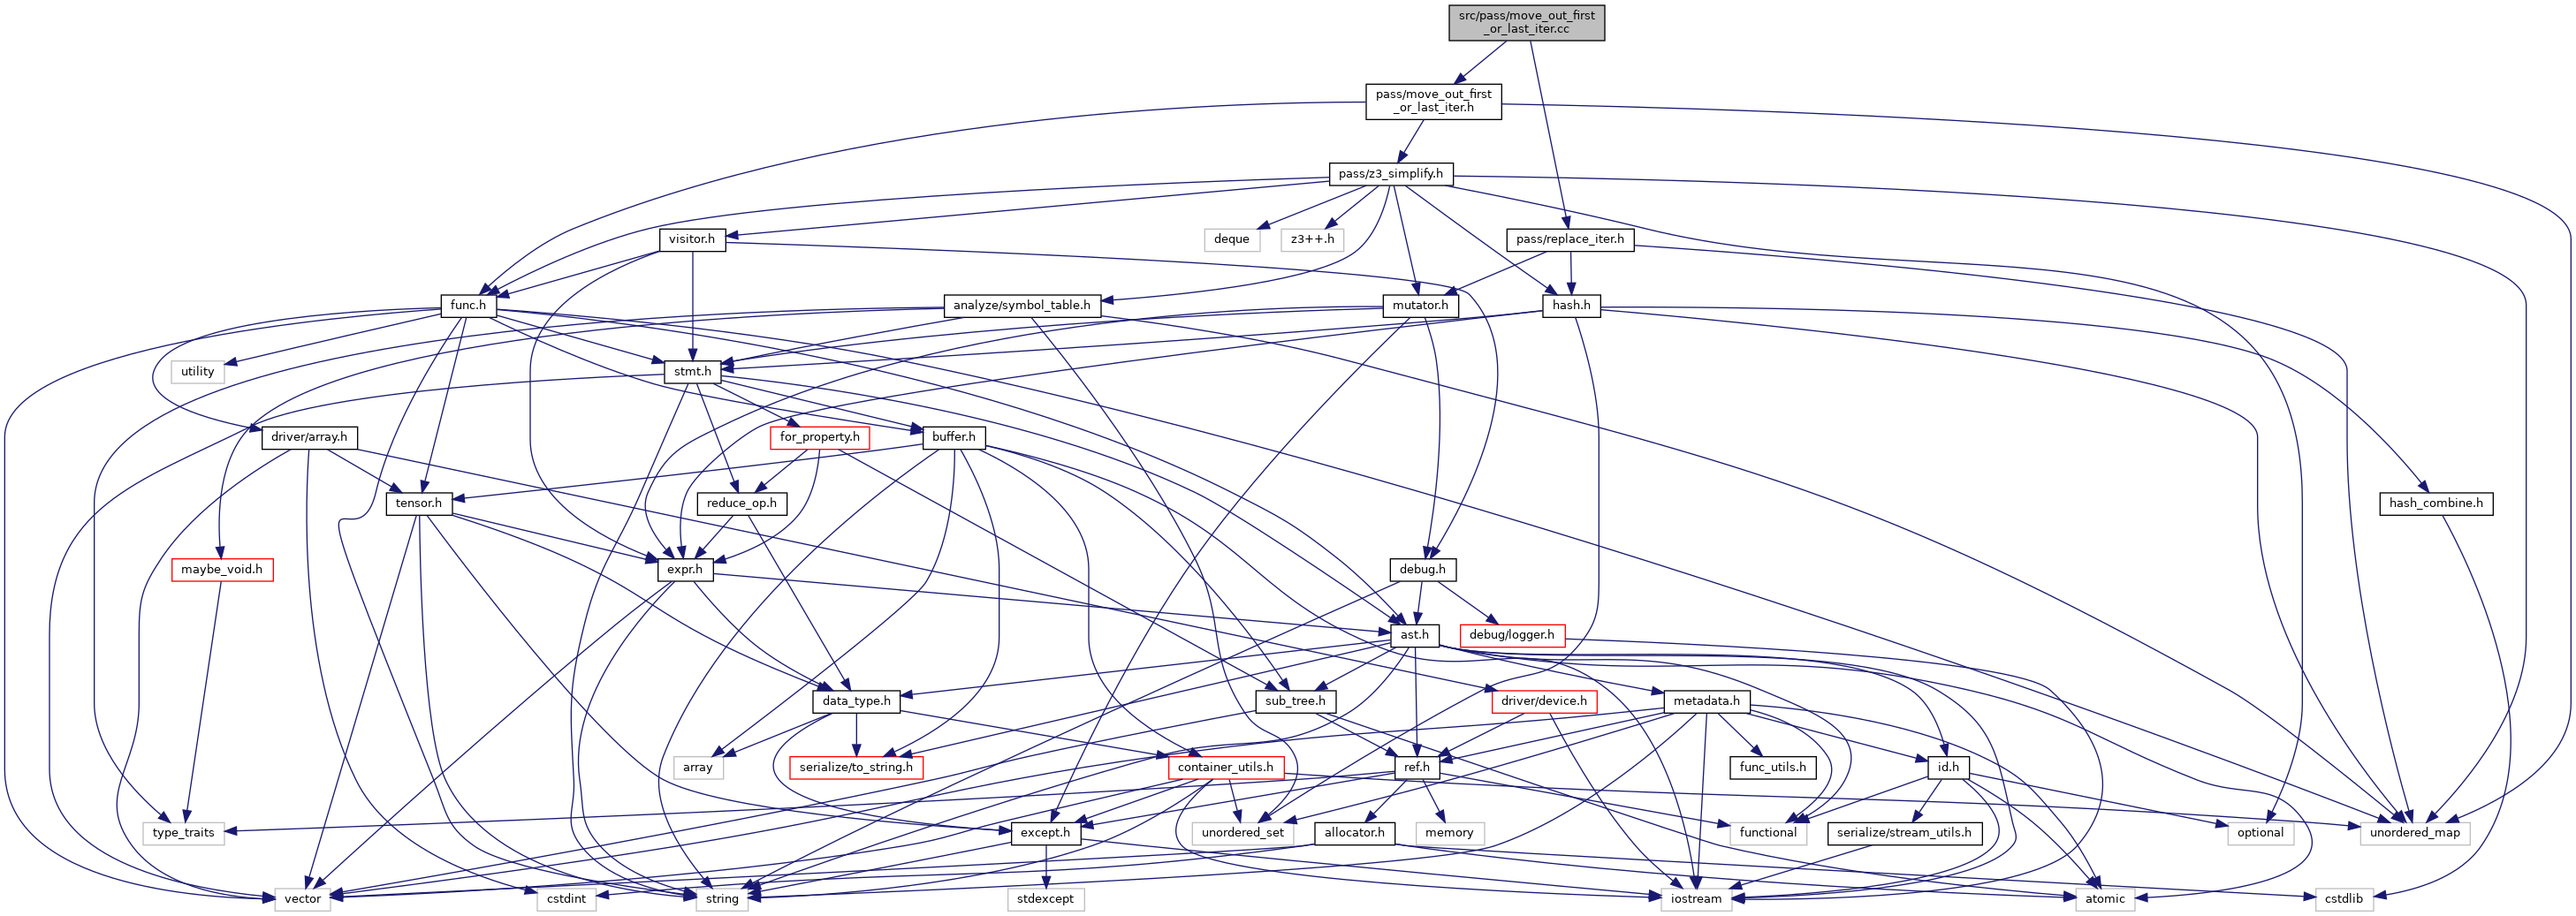 src/pass/move_out_first
_or_last_iter.cc
pass/move_out_first
_or_last_iter.h
pass/z3_simplify.h
visitor.h
deque
z3++.h
pass/replace_iter.h
func.h
analyze/symbol_table.h
mutator.h
hash.h
utility
stmt.h
driver/array.h
for_property.h
buffer.h
tensor.h
reduce_op.h
hash_combine.h
maybe_void.h
expr.h
debug.h
ast.h
debug/logger.h
data_type.h
sub_tree.h
driver/device.h
metadata.h
array
serialize/to_string.h
container_utils.h
ref.h
func_utils.h
id.h
type_traits
except.h
unordered_set
allocator.h
memory
functional
serialize/stream_utils.h
optional
unordered_map
vector
cstdint
string
stdexcept
iostream
atomic
cstdlib